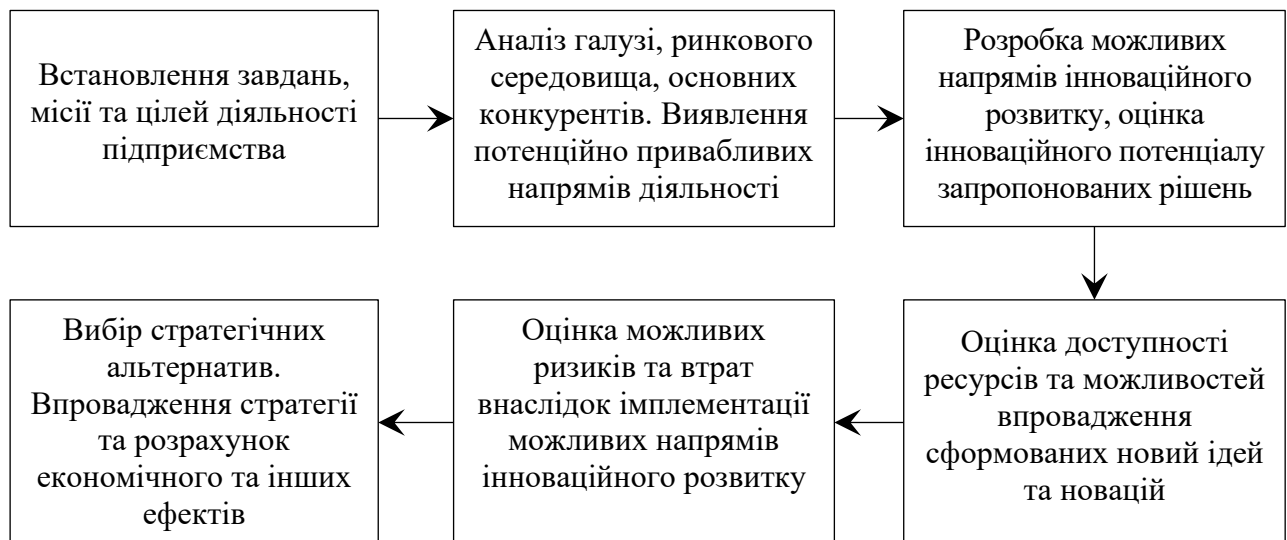 Встановлення завдань,
місії та цілей діяльності
підприємства
Аналіз галузі, ринкового
середовища, основних
конкурентів. Виявлення
потенційно привабливих
напрямів діяльності
Розробка можливих
напрямів інноваційного
розвитку, оцінка
інноваційного потенціалу
запропонованих рішень
Оцінка доступності
ресурсів та можливостей
впровадження
сформованих новий ідей
та новацій
Оцінка можливих
ризиків та втрат
внаслідок імплементації
можливих напрямів
інноваційного розвитку
Вибір стратегічних
альтернатив.
Впровадження стратегії
та розрахунок
економічного та інших
ефектів